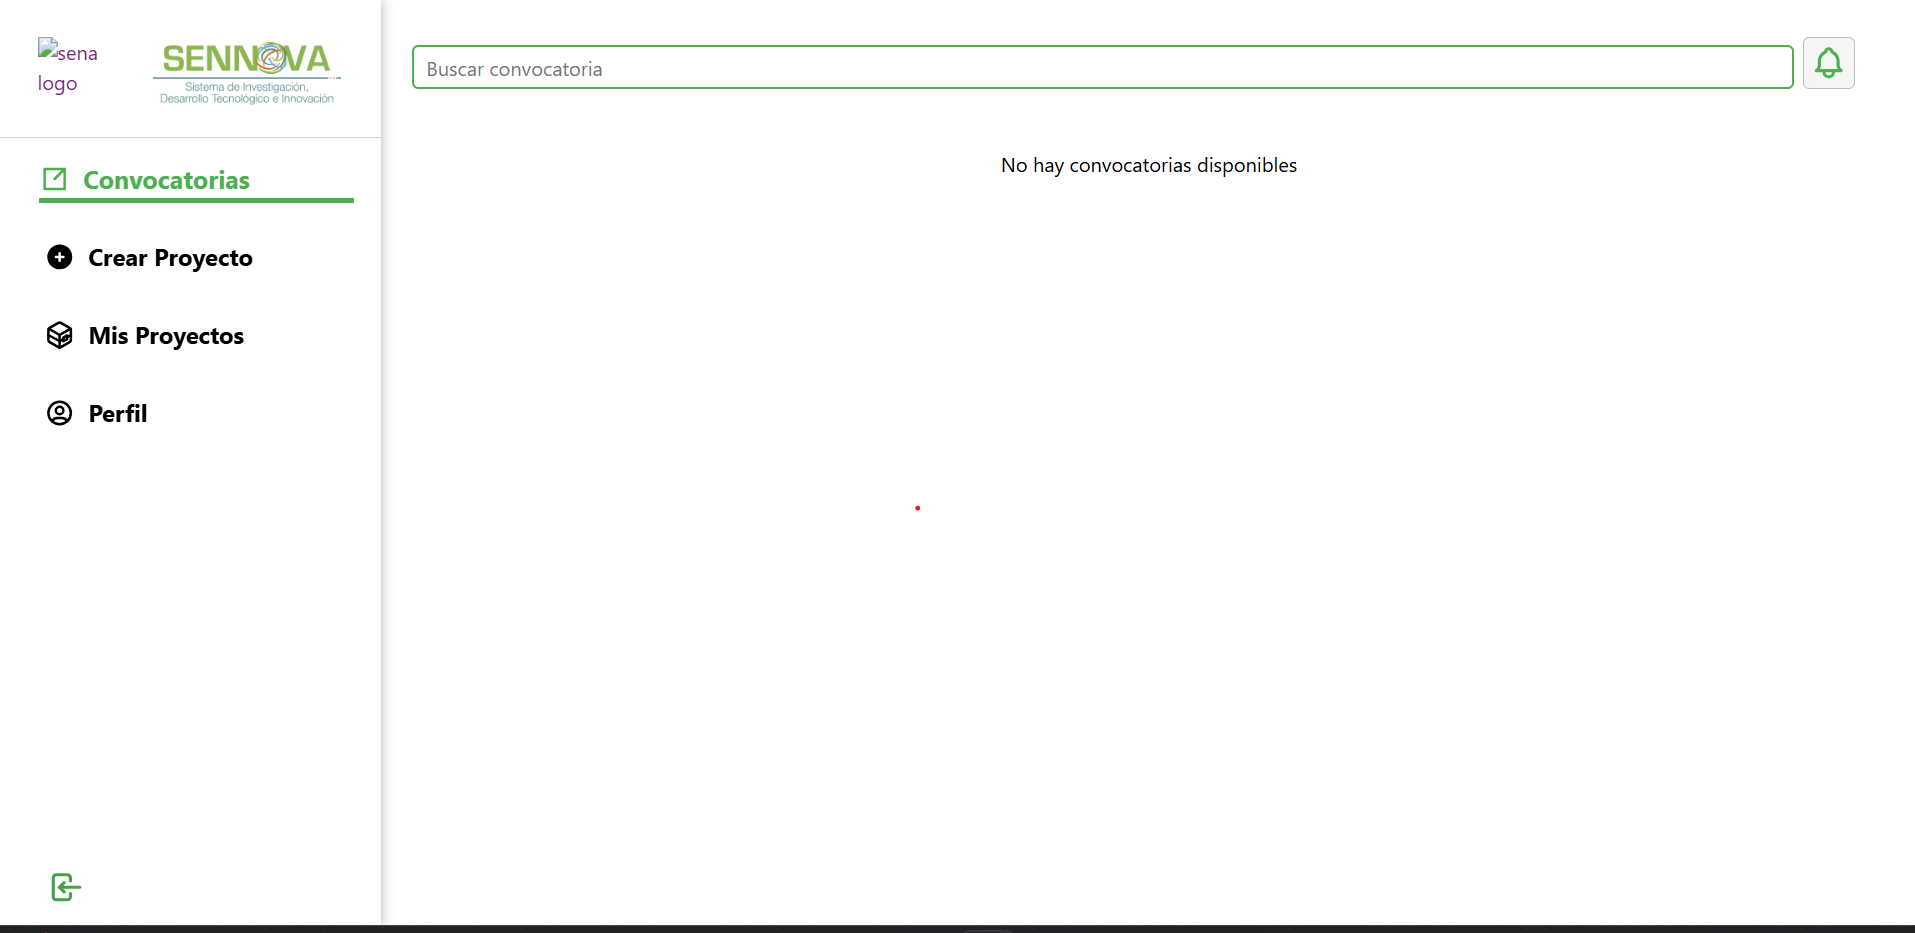 sena
logo
SENNOVA
Sistema de Investigación,
Desarrollo Tecnológico e Innovación
Buscar convocatoria
No hay convocatorias disponibles
Convocatorias
Crear Proyecto
Mis Proyectos
Perfil